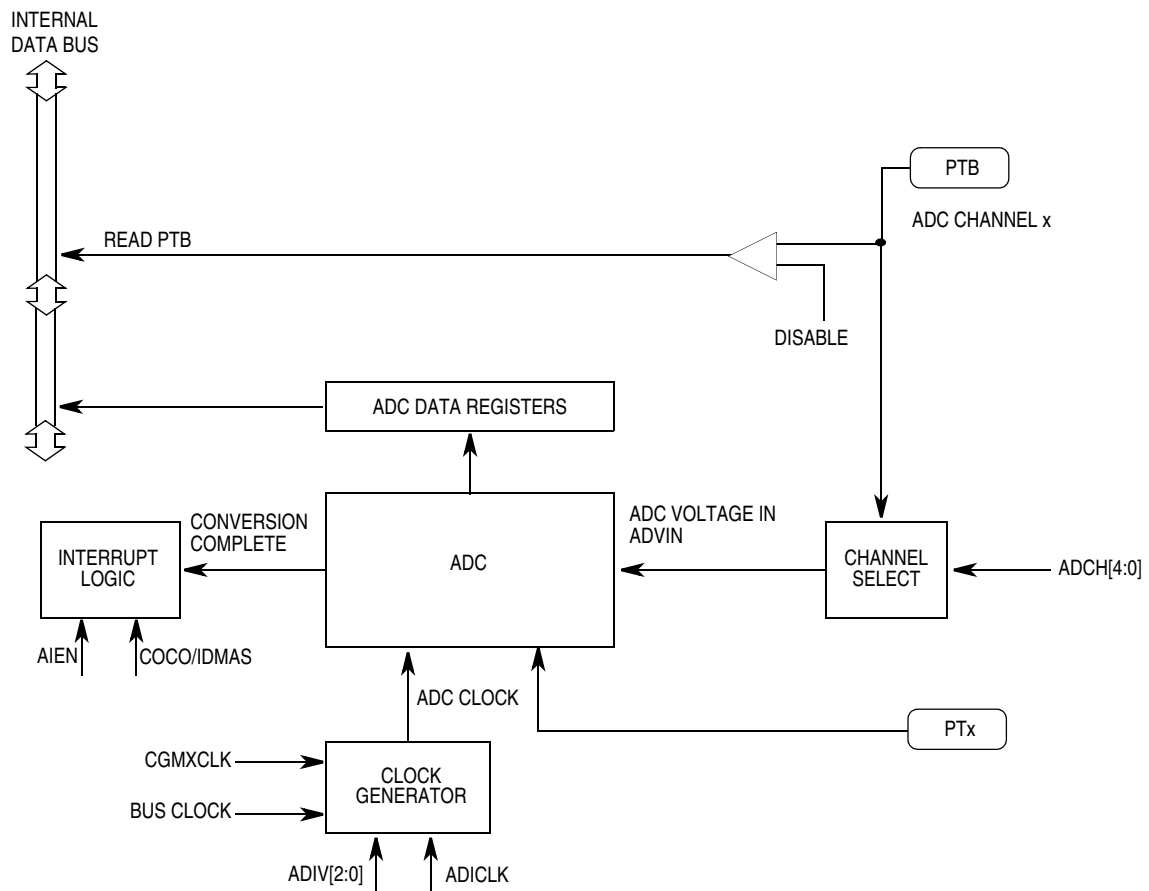 INTERNAL
DATA BUS
PTB
ADC CHANNEL x
READ PTB
DISABLE
ADC DATA REGISTERS
CONVERSION
COMPLETE
ADC VOLTAGE IN
ADVIN
INTERRUPT
LOGIC
ADC
CHANNEL
SELECT
ADCH[4:0]
AIEN
COCO/IDMAS
ADC CLOCK
PTx
CGMXCLK
CLOCK
GENERATOR
BUS CLOCK
ADIV[2:0]
ADICLK